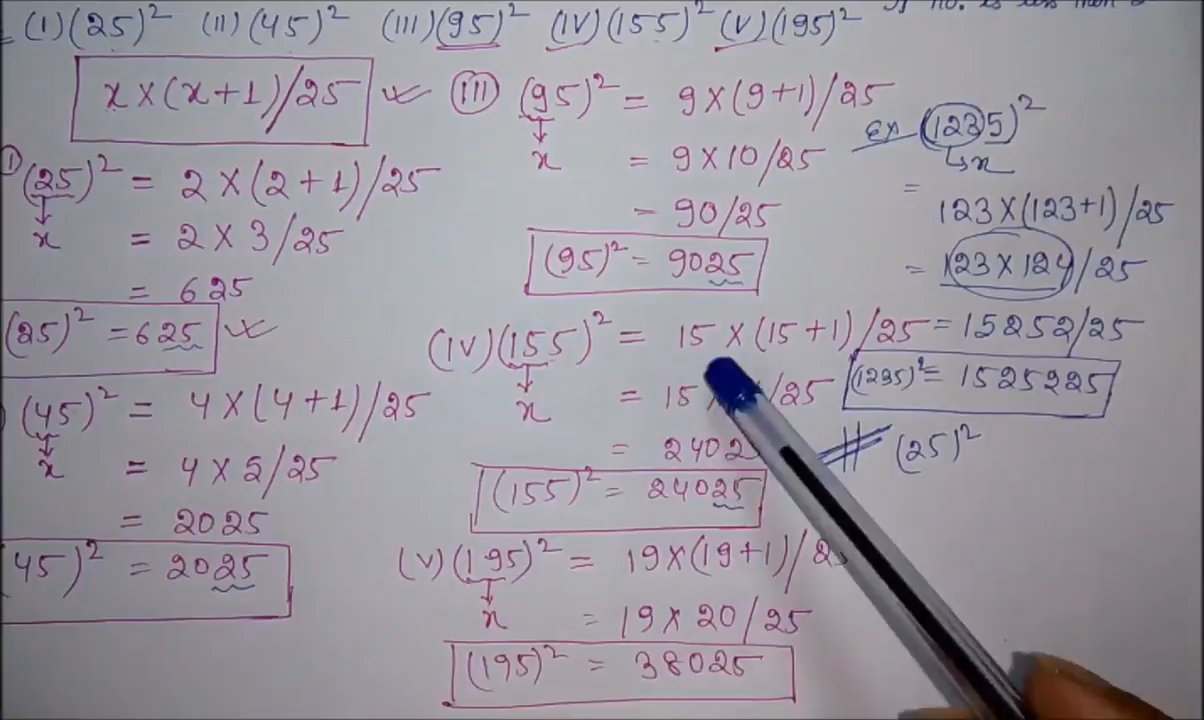 (I)(25)² (II)(45)² (III)(95)² (IV)(155)² (V)(195)²
x×(x+1)/25
(25)² = 2×(2+1)/25
x = 2×3/25
= 625
(25)² = 625
(45)² = 4×(4+1)/25
x = 4×5/25
= 2025
45)² = 2025
(III) (95)² = 9×(9+1)/25
x = 9×10/25
= 90/25
(95)² = 9025
(IV)(155)² = 15×(15+1)/25
x = 15 /25
= 2402
(155)² = 24025
(V)(195)² = 19×(19+1)/25
x = 19×20/25
(195)² = 38025
Ex (1235)²
x
= 123×(123+1)/25
= 123×124/25
= 15252/25
(1235)² = 1525225
(25)²